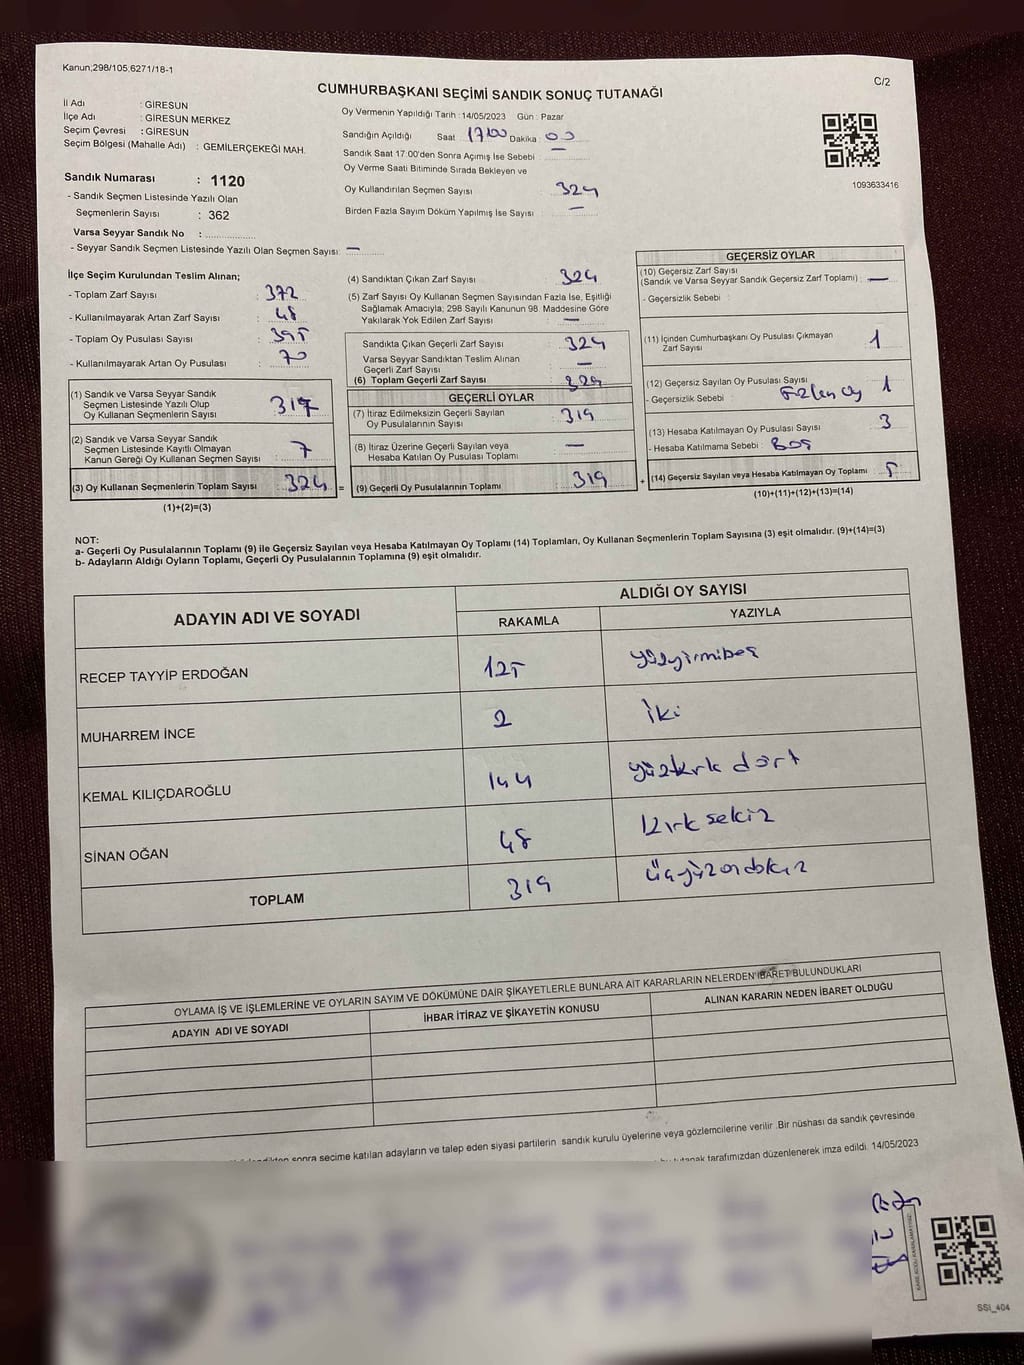 Kanun;298/105.6271/18-1
C/2
CUMHURBAŞKANI SEÇİMİ SANDIK SONUÇ TUTANAĞI
İl Adı : GİRESUN
İlçe Adı : GİRESUN MERKEZ
Seçim Çevresi : GİRESUN
Seçim Bölgesi (Mahalle Adı) : GEMİLERÇEKEĞİ MAH.
Sandık Numarası : 1120
- Sandık Seçmen Listesinde Yazılı Olan
Seçmenlerin Sayısı : 362
Varsa Seyyar Sandık No :
- Seyyar Sandık Seçmen Listesinde Yazılı Olan Seçmen Sayısı: —
Oy Vermenin Yapıldığı Tarih : 14/05/2023 Gün : Pazar
Sandığın Açıldığı Saat : 17:00 Dakika : 00
Sandık Saat 17:00'den Sonra Açımış İse Sebebi : —
Oy Verme Saati Bitiminde Sırada Bekleyen ve
Oy Kullandırılan Seçmen Sayısı : 324
Birden Fazla Sayım Döküm Yapılmış İse Sayısı : —
1093633416
İlçe Seçim Kurulundan Teslim Alınan;
- Toplam Zarf Sayısı : 372
- Kullanılmayarak Artan Zarf Sayısı : 48
- Toplam Oy Pusulası Sayısı : 395
- Kullanılmayarak Artan Oy Pusulası : 70
(1) Sandık ve Varsa Seyyar Sandık
Seçmen Listesinde Yazılı Olup
Oy Kullanan Seçmenlerin Sayısı : 317
(2) Sandık ve Varsa Seyyar Sandık
Seçmen Listesinde Kayıtlı Olmayan
Kanun Gereği Oy Kullanan Seçmen Sayısı : 7
(3) Oy Kullanan Seçmenlerin Toplam Sayısı : 324 =
(1)+(2)=(3)
(4) Sandıktan Çıkan Zarf Sayısı : 324
(5) Zarf Sayısı Oy Kullanan Seçmen Sayısından Fazla İse, Eşitliği
Sağlamak Amacıyla; 298 Sayılı Kanunun 98. Maddesine Göre
Yakılarak Yok Edilen Zarf Sayısı : —
Sandıkta Çıkan Geçerli Zarf Sayısı : 324
Varsa Seyyar Sandıktan Teslim Alınan
Geçerli Zarf Sayısı : —
(6) Toplam Geçerli Zarf Sayısı : 324
GEÇERLİ OYLAR
(7) İtiraz Edilmeksizin Geçerli Sayılan
Oy Pusulalarının Sayısı : 319
(8) İtiraz Üzerine Geçerli Sayılan veya
Hesaba Katılan Oy Pusulası Toplamı : —
(9) Geçerli Oy Pusulalarının Toplamı : 319 +
GEÇERSİZ OYLAR
(10) Geçersiz Zarf Sayısı
(Sandık ve Varsa Seyyar Sandık Geçersiz Zarf Toplamı) : —
- Geçersizlik Sebebi :
(11) İçinden Cumhurbaşkanı Oy Pusulası Çıkmayan
Zarf Sayısı : 1
(12) Geçersiz Sayılan Oy Pusulası Sayısı : 1
- Geçersizlik Sebebi :
(13) Hesaba Katılmayan Oy Pusulası Sayısı : 3
- Hesaba Katılmama Sebebi : Boş
(14) Geçersiz Sayılan veya Hesaba Katılmayan Oy Toplamı : 5
(10)+(11)+(12)+(13)=(14)
NOT:
a- Geçerli Oy Pusulalarının Toplamı (9) ile Geçersiz Sayılan veya Hesaba Katılmayan Oy Toplamı (14) Toplamları, Oy Kullanan Seçmenlerin Toplam Sayısına (3) eşit olmalıdır. (9)+(14)=(3)
b- Adayların Aldığı Oyların Toplamı, Geçerli Oy Pusulalarının Toplamına (9) eşit olmalıdır.
ADAYIN ADI VE SOYADI
ALDIĞI OY SAYISI
RAKAMLA YAZIYLA
RECEP TAYYİP ERDOĞAN 125 yüzyirmibeş
MUHARREM İNCE 2 iki
KEMAL KILIÇDAROĞLU 144 yüzkırk dört
SİNAN OĞAN 48 kırk sekiz
TOPLAM 319 üçyüzondokuz
OYLAMA İŞ VE İŞLEMLERİNE VE OYLARIN SAYIM VE DÖKÜMÜNE DAİR ŞİKAYETLERLE BUNLARA AİT KARARLARIN NELERDEN İBARET BULUNDUKLARI
ADAYIN ADI VE SOYADI İHBAR İTİRAZ VE ŞİKAYETİN KONUSU ALINAN KARARIN NEDEN İBARET OLDUĞU
sonra seçime katılan adayların ve talep eden siyasi partilerin sandık kurulu üyelerine veya gözlemcilerine verilir .Bir nüshası da sandık çevresinde
tutanak tarafımızdan düzenlenerek imza edildi. 14/05/2023
SSI_404